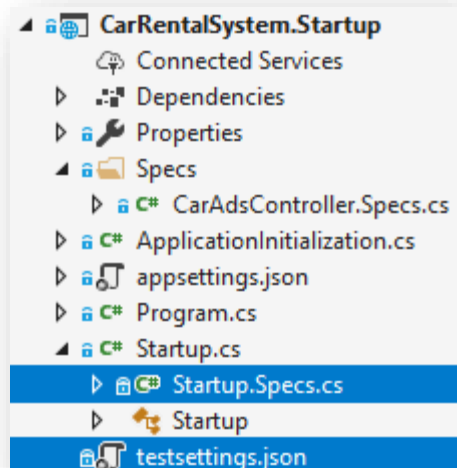 CarRentalSystem.Startup
Connected Services
Dependencies
Properties
Specs
C# CarAdsController.Specs.cs
C# ApplicationInitialization.cs
appsettings.json
C# Program.cs
C# Startup.cs
C# Startup.Specs.cs
Startup
testsettings.json